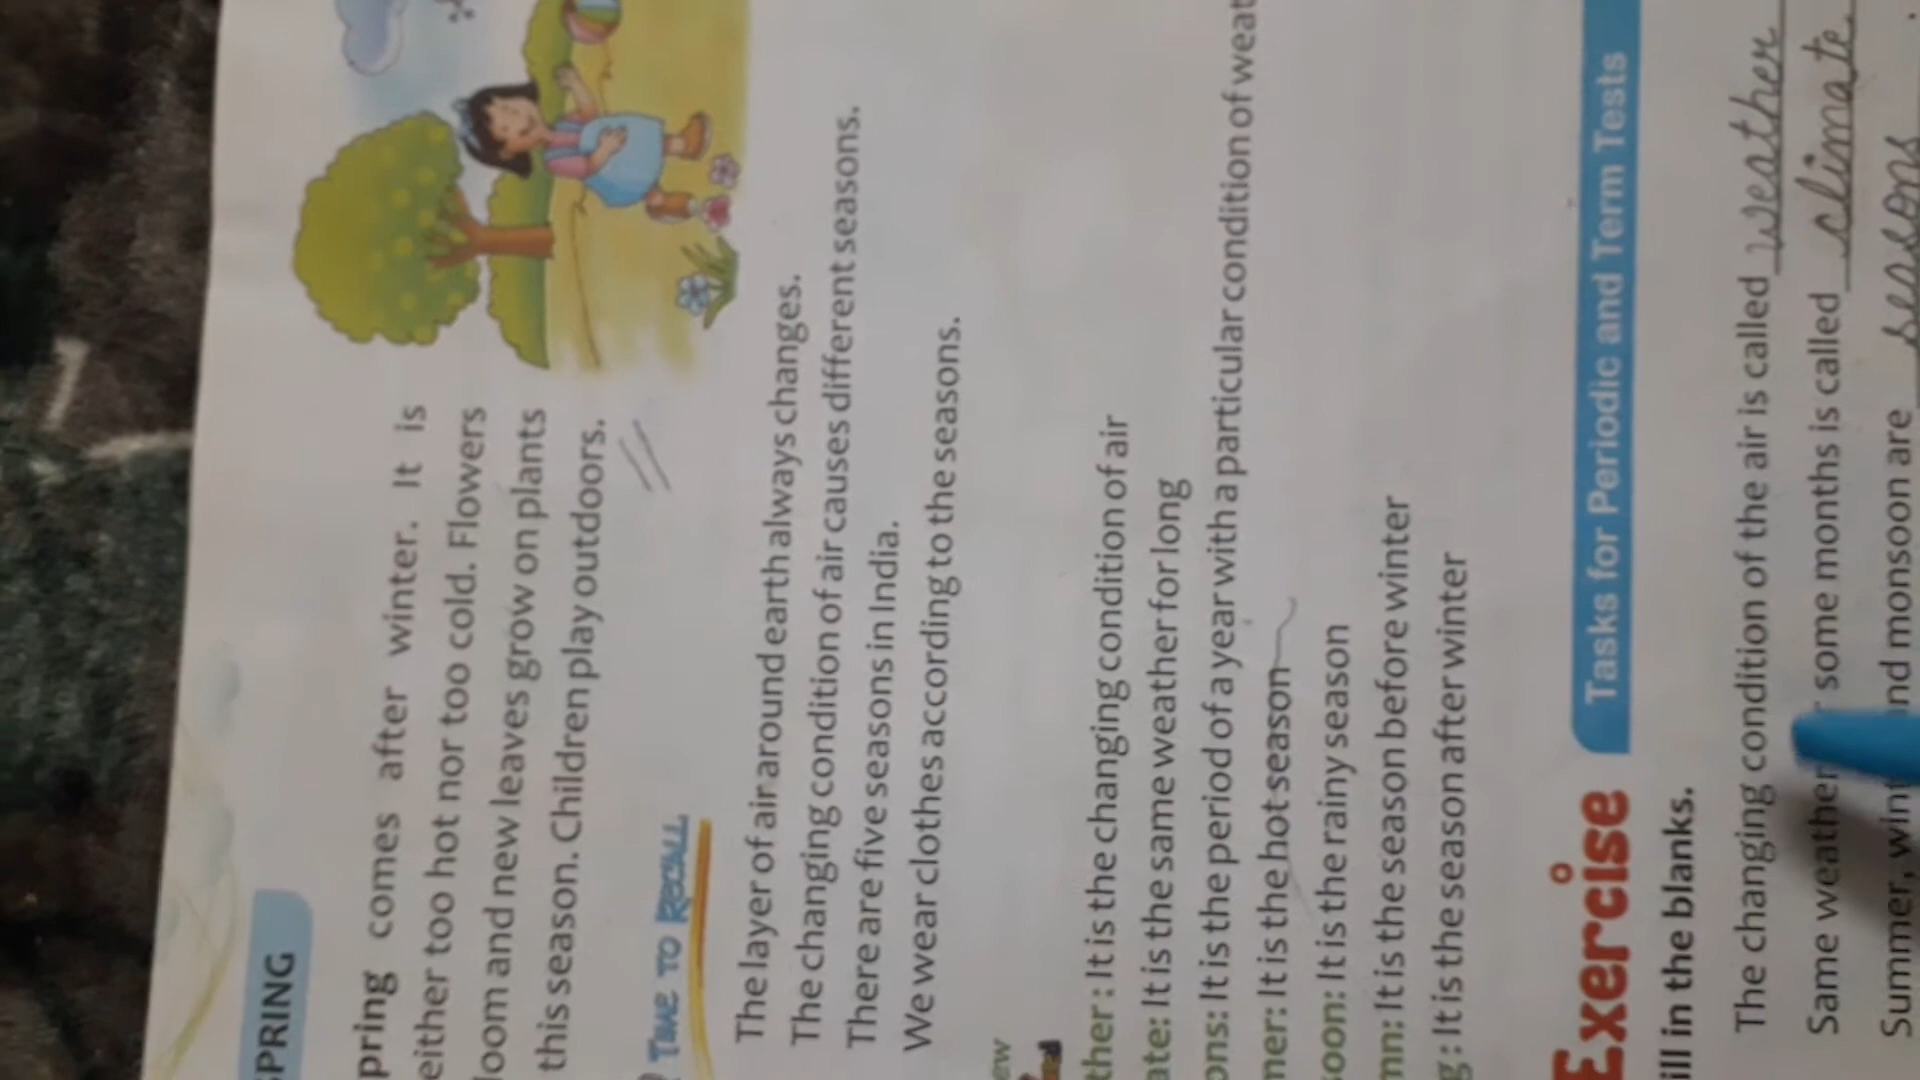 SPRING
pring comes after winter. It is
either too hot nor too cold. Flowers
loom and new leaves grow on plants
this season. Children play outdoors.
TIME TO RECALL
The layer of air around earth always changes.
The changing condition of air causes different seasons.
There are five seasons in India.
We wear clothes according to the seasons.
ew
ther : It is the changing condition of air
ate: It is the same weather for long
ons: It is the period of a year with a particular condition of weat
mer: It is the hot season
soon: It is the rainy season
mn: It is the season before winter
g: It is the season after winter
Exercise Tasks for Periodic and Term Tests
ill in the blanks.
The changing condition of the air is called weather
Same weather some months is called climate.
Summer, wint nd monsoon are seasons